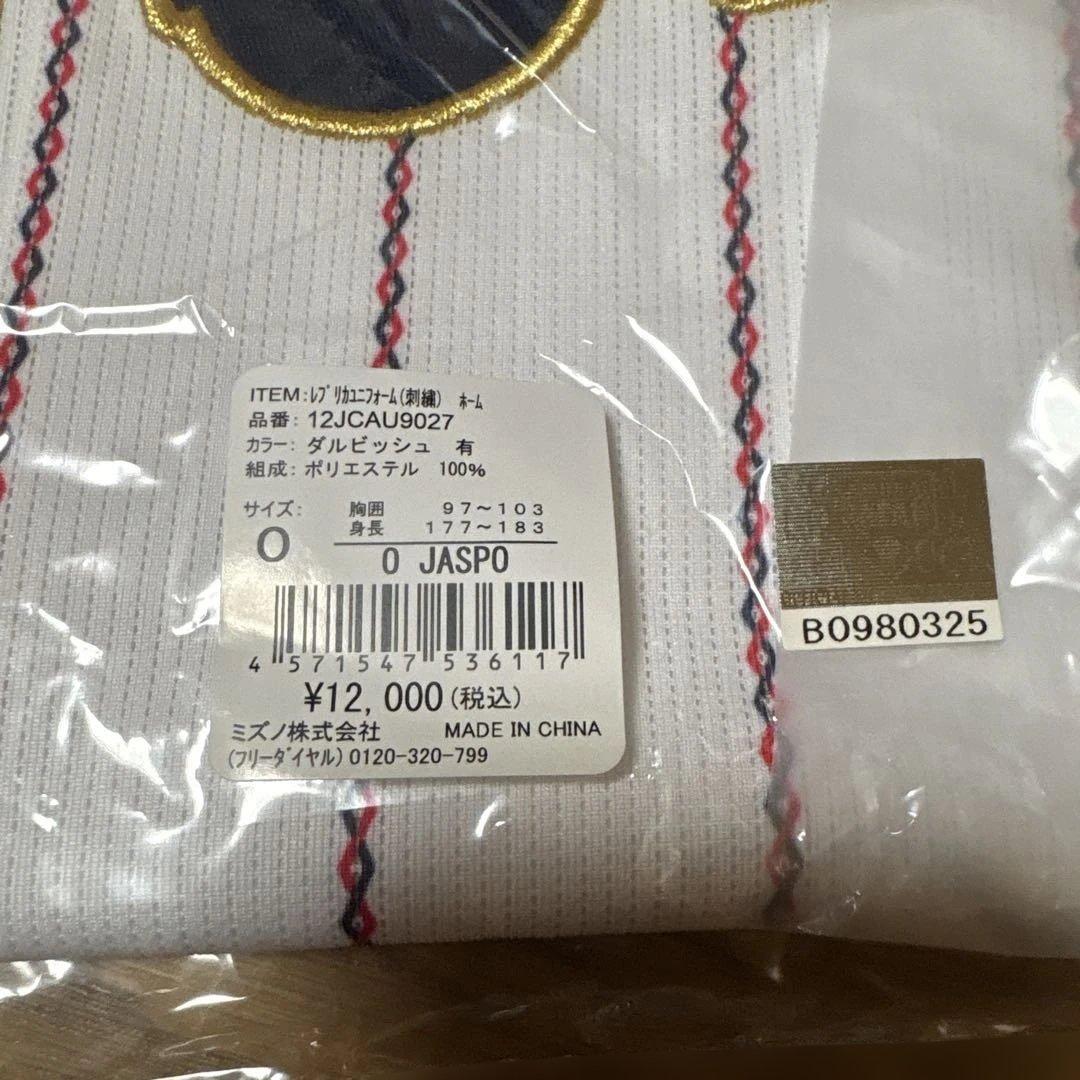 ITEM:ﾚﾌﾟﾘｶﾕﾆﾌｫｰﾑ(刺繍) ﾎｰﾑ
品番: 12JCAU9027
カラー: ダルビッシュ 有
組成: ポリエステル 100%
サイズ: 胸囲 97～103
身長 177～183
O
O JASPO
4 571547 536117
¥12,000(税込)
ミズノ株式会社 MADE IN CHINA
(フリーダイヤル) 0120-320-799
B0980325